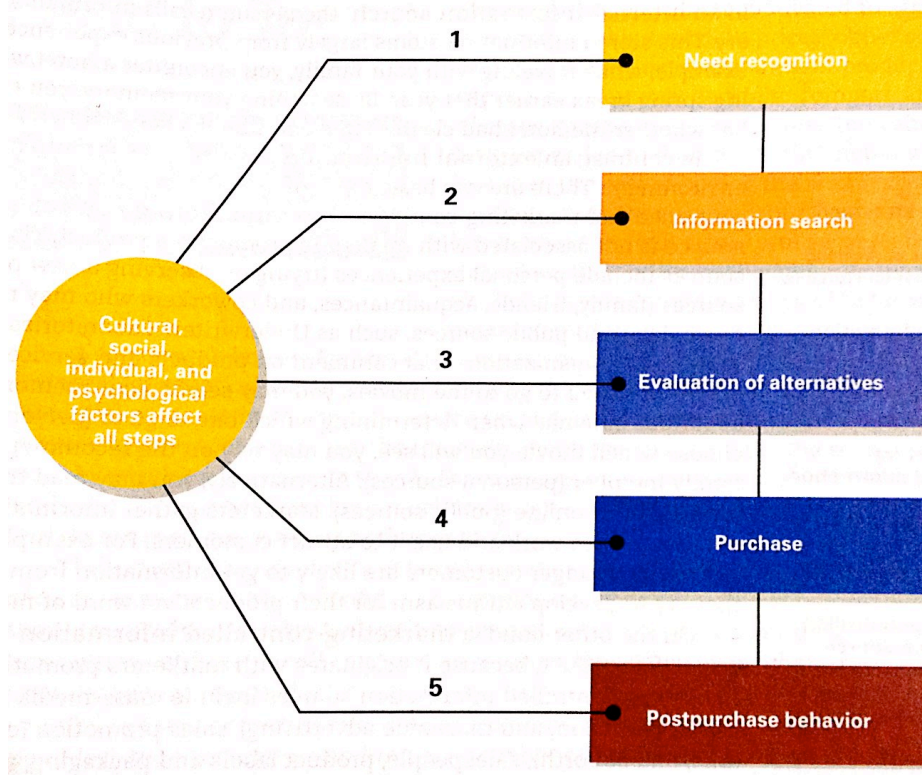 1
Need recognition
2
Information search
Cultural,
social,
individual, and
psychological
factors affect
all steps
3
Evaluation of alternatives
4
Purchase
5
Postpurchase behavior